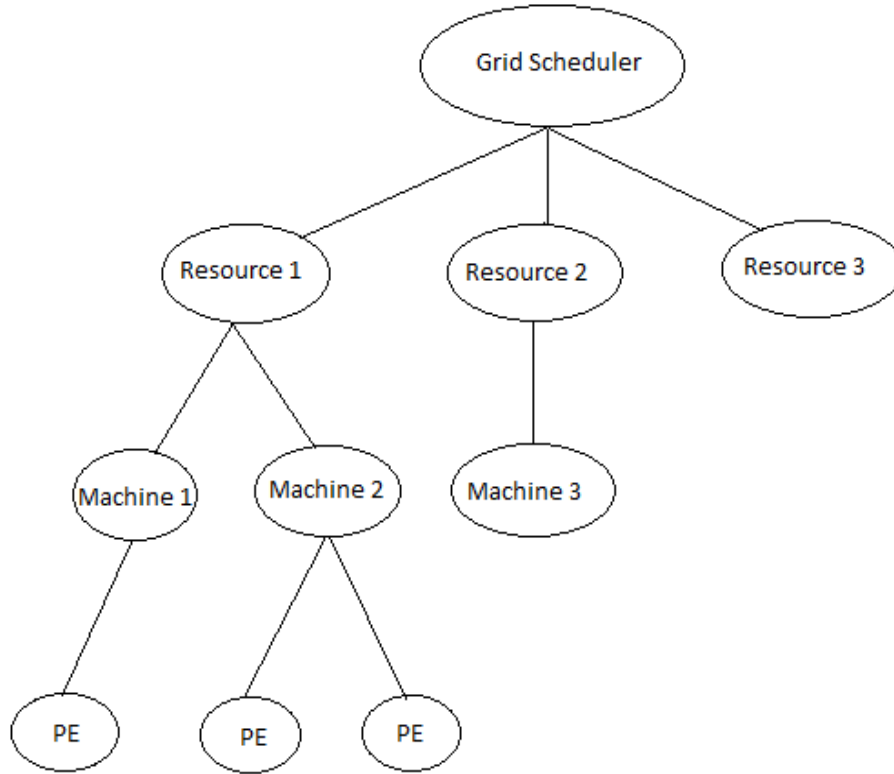 Grid Scheduler
Resource 1
Resource 2
Resource 3
Machine 1
Machine 2
Machine 3
PE
PE
PE